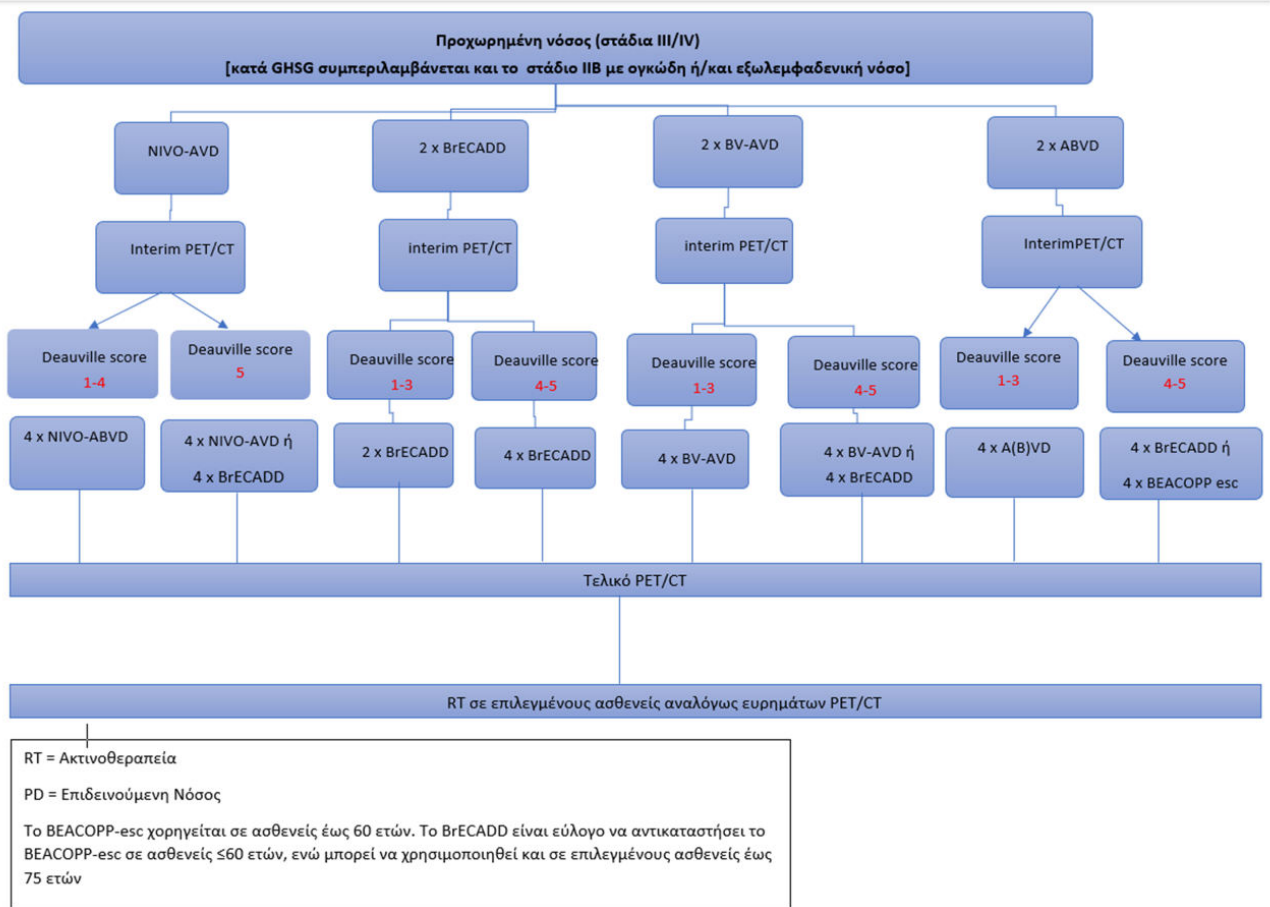 Προχωρημένη νόσος (στάδια III/IV)
[κατά GHSG συμπεριλαμβάνεται και το στάδιο IIB με ογκώδη ή/και εξωλεμφαδενική νόσο]
NIVO-AVD
2 x BrECADD
2 x BV-AVD
2 x ABVD
Interim PET/CT
interim PET/CT
interim PET/CT
InterimPET/CT
Deauville score
1-4
Deauville score
5
Deauville score
1-3
Deauville score
4-5
Deauville score
1-3
Deauville score
4-5
Deauville score
1-3
Deauville score
4-5
4 x NIVO-ABVD
4 x NIVO-AVD ή
4 x BrECADD
2 x BrECADD
4 x BrECADD
4 x BV-AVD
4 x BV-AVD ή
4 x BrECADD
4 x A(B)VD
4 x BrECADD ή
4 x BEACOPP esc
Τελικό PET/CT
RT σε επιλεγμένους ασθενείς αναλόγως ευρημάτων PET/CT
RT = Ακτινοθεραπεία
PD = Επιδεινούμενη Νόσος
Το BEACOPP-esc χορηγείται σε ασθενείς έως 60 ετών. Το BrECADD είναι εύλογο να αντικαταστήσει το
BEACOPP-esc σε ασθενείς ≤60 ετών, ενώ μπορεί να χρησιμοποιηθεί και σε επιλεγμένους ασθενείς έως
75 ετών